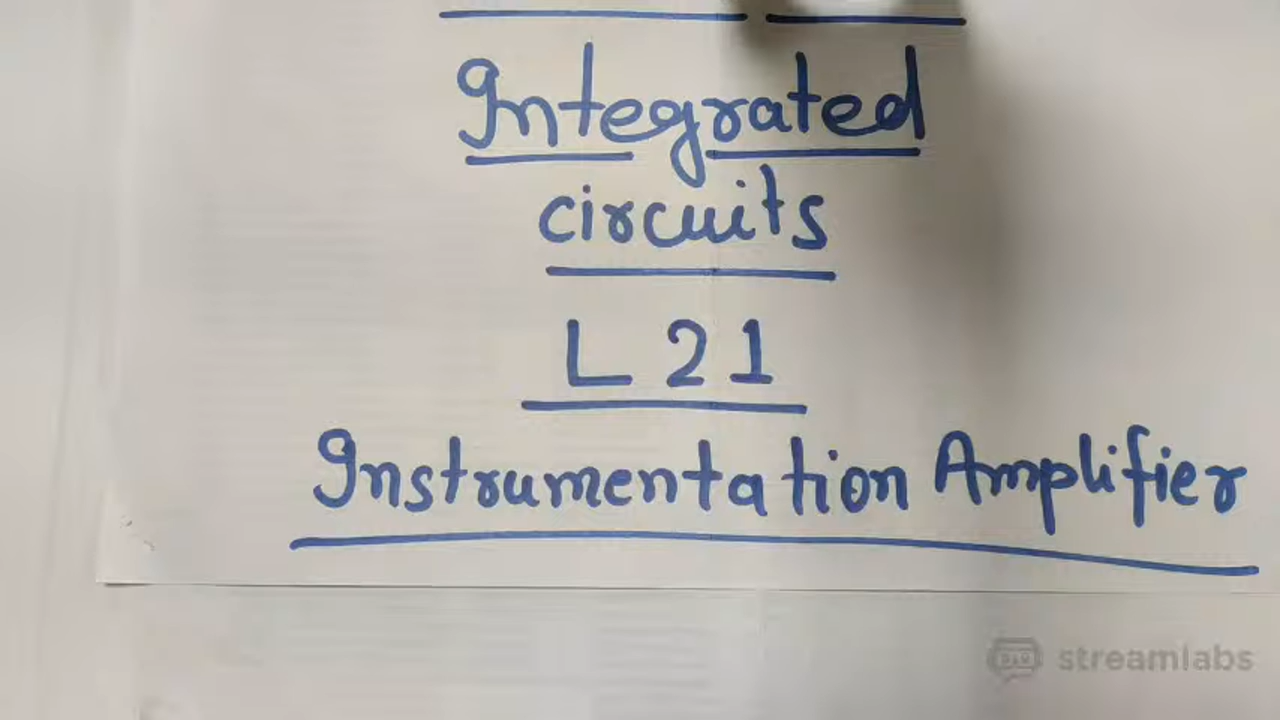 Integrated
circuits
L 21
Instrumentation Amplifier
streamlabs